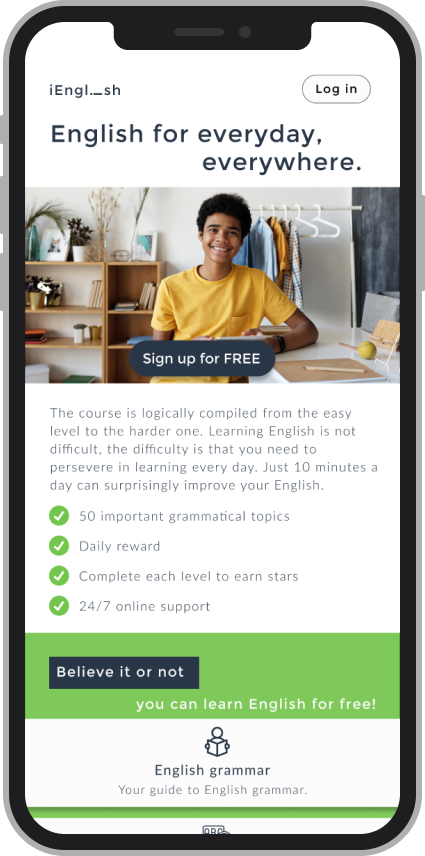 iEngl._sh
Log in
English for everyday,
everywhere.
Sign up for FREE
The course is logically compiled from the easy
level to the harder one. Learning English is not
difficult, the difficulty is that you need to
persevere in learning every day. Just 10 minutes a
day can surprisingly improve your English.
50 important grammatical topics
Daily reward
Complete each level to earn stars
24/7 online support
Believe it or not
you can learn English for free!
English grammar
Your guide to English grammar.